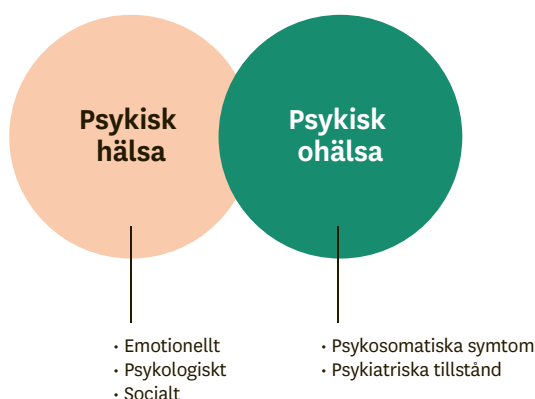 Psykisk
hälsa
Psykisk
ohälsa
· Emotionellt
· Psykologiskt
· Socialt
· Psykosomatiska symtom
· Psykiatriska tillstånd